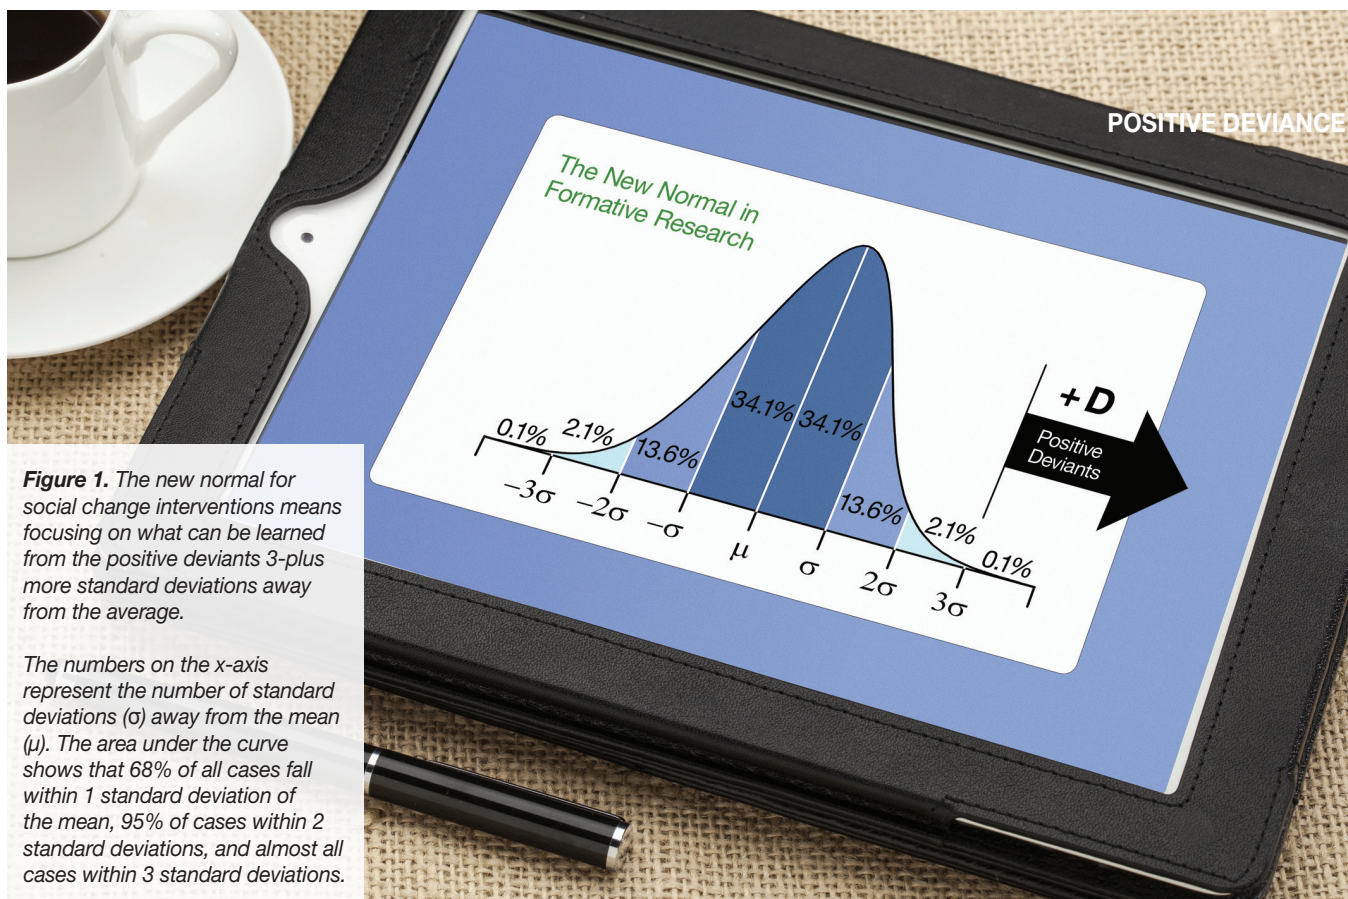 POSITIVE DEVIANCE
The New Normal in
Formative Research
0.1%
2.1%
13.6%
34.1%
34.1%
13.6%
2.1%
0.1%
−3σ
−2σ
−σ
μ
σ
2σ
3σ
+D
Positive
Deviants
Figure 1. The new normal for
social change interventions means
focusing on what can be learned
from the positive deviants 3-plus
more standard deviations away
from the average.
The numbers on the x-axis
represent the number of standard
deviations (σ) away from the mean
(μ). The area under the curve
shows that 68% of all cases fall
within 1 standard deviation of
the mean, 95% of cases within 2
standard deviations, and almost all
cases within 3 standard deviations.